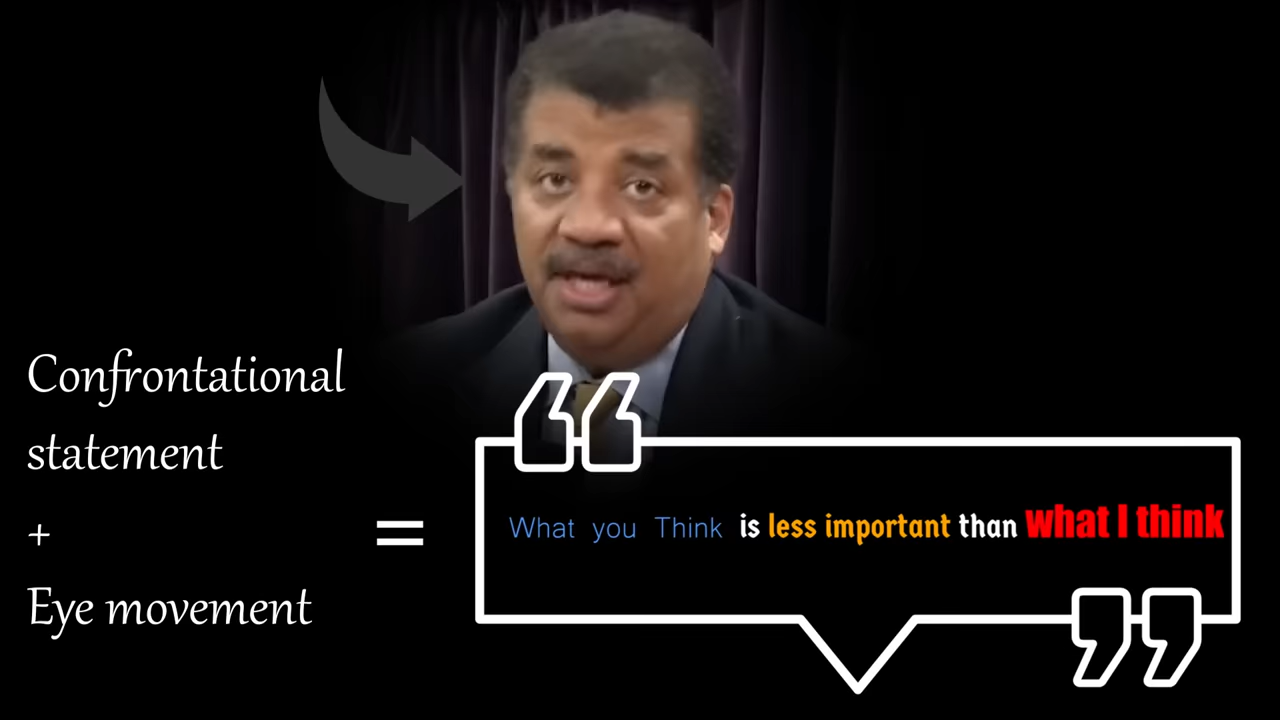 Confrontational
statement
+
Eye movement
=
“
What you Think is less important than what I think
”